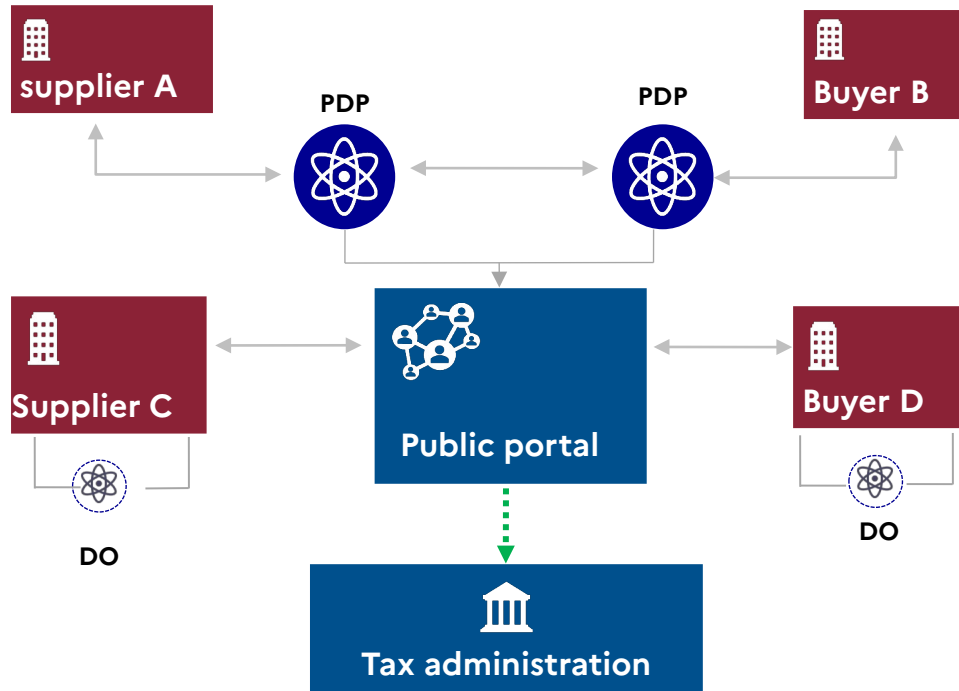 supplier A
Buyer B
PDP
PDP
Supplier C
Public portal
Buyer D
DO
DO
Tax administration